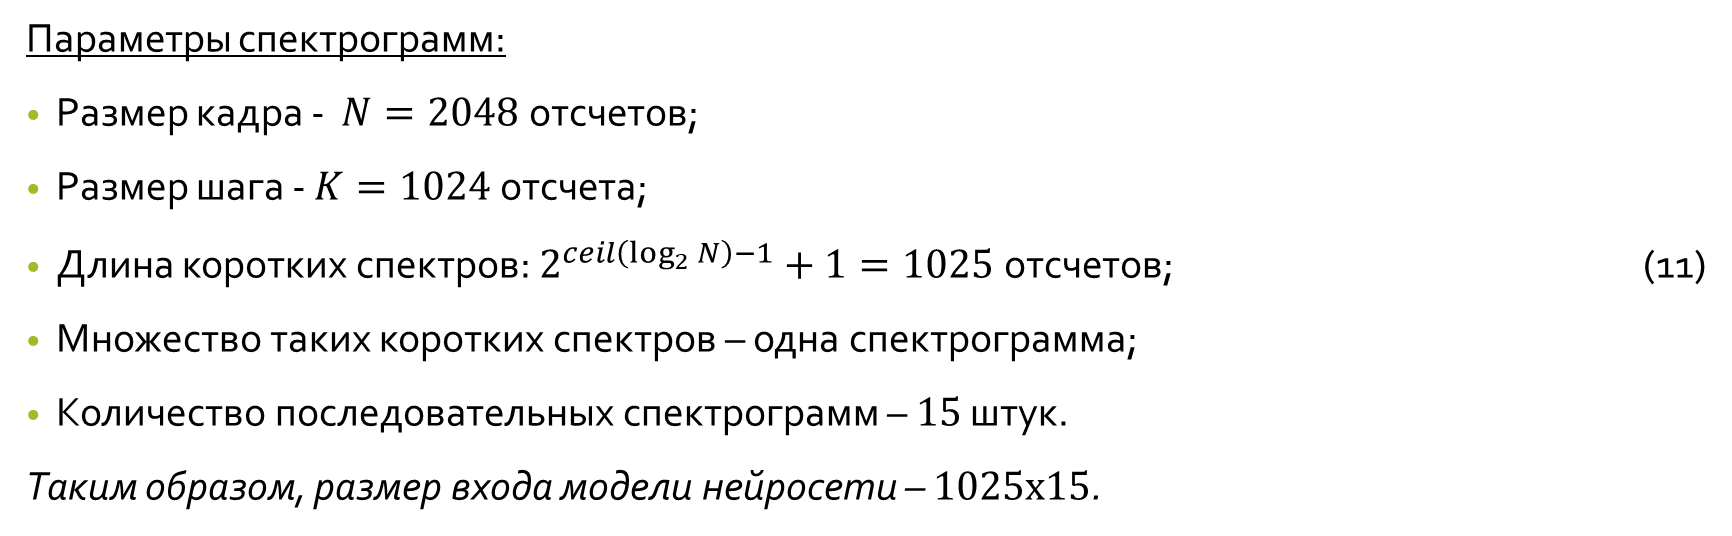 Параметры спектрограмм:
• Размер кадра - N = 2048 отсчетов;
• Размер шага - K = 1024 отсчета;
• Длина коротких спектров: 2^{ceil(log₂ N)−1} + 1 = 1025 отсчетов; (11)
• Множество таких коротких спектров – одна спектрограмма;
• Количество последовательных спектрограмм – 15 штук.
Таким образом, размер входа модели нейросети – 1025x15.